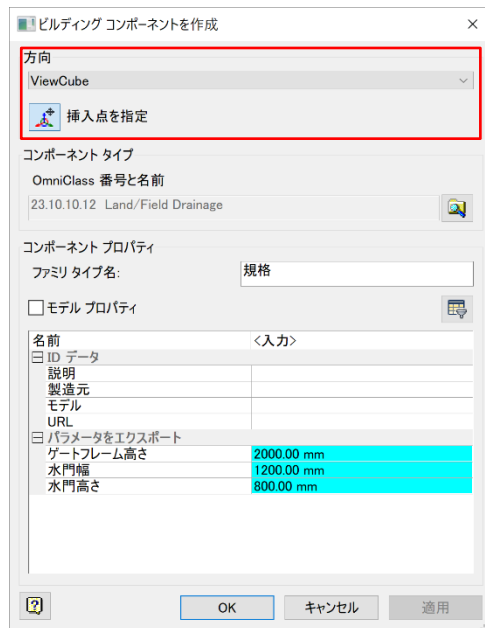 ビルディング コンポーネントを作成
方向
ViewCube
挿入点を指定
コンポーネント タイプ
OmniClass 番号と名前
23.10.10.12 Land/Field Drainage
コンポーネント プロパティ
ファミリ タイプ名: 規格
モデル プロパティ
名前 <入力>
ID データ
説明
製造元
モデル
URL
パラメータをエクスポート
ゲートフレーム高さ 2000.00 mm
水門幅 1200.00 mm
水門高さ 800.00 mm
OK キャンセル 適用